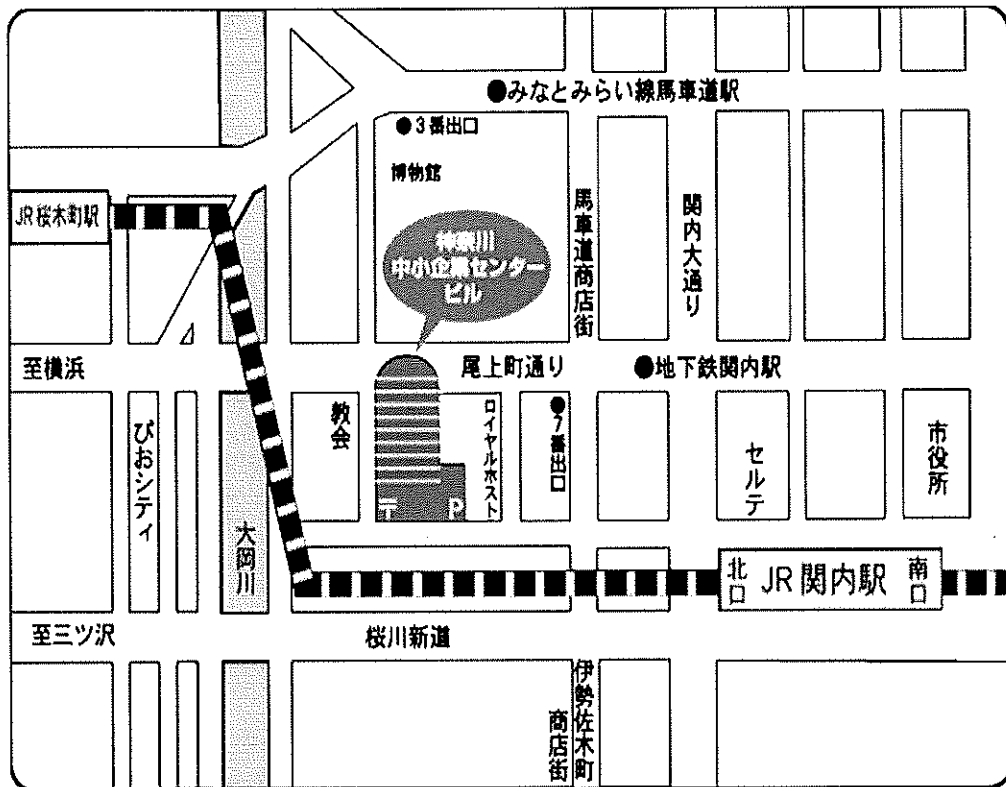 ●みなとみらい線馬車道駅
●3番出口
博物館
JR桜木町駅
馬車道商店街
関内大通り
神奈川
中小企業センター
ビル
至横浜
尾上町通り
●地下鉄関内駅
ぴおシティ
教会
ロイヤルホスト
●7番出口
セルテ
市役所
〒
P
大岡川
北口
JR関内駅
南口
至三ツ沢
桜川新道
伊勢佐木町
商店街